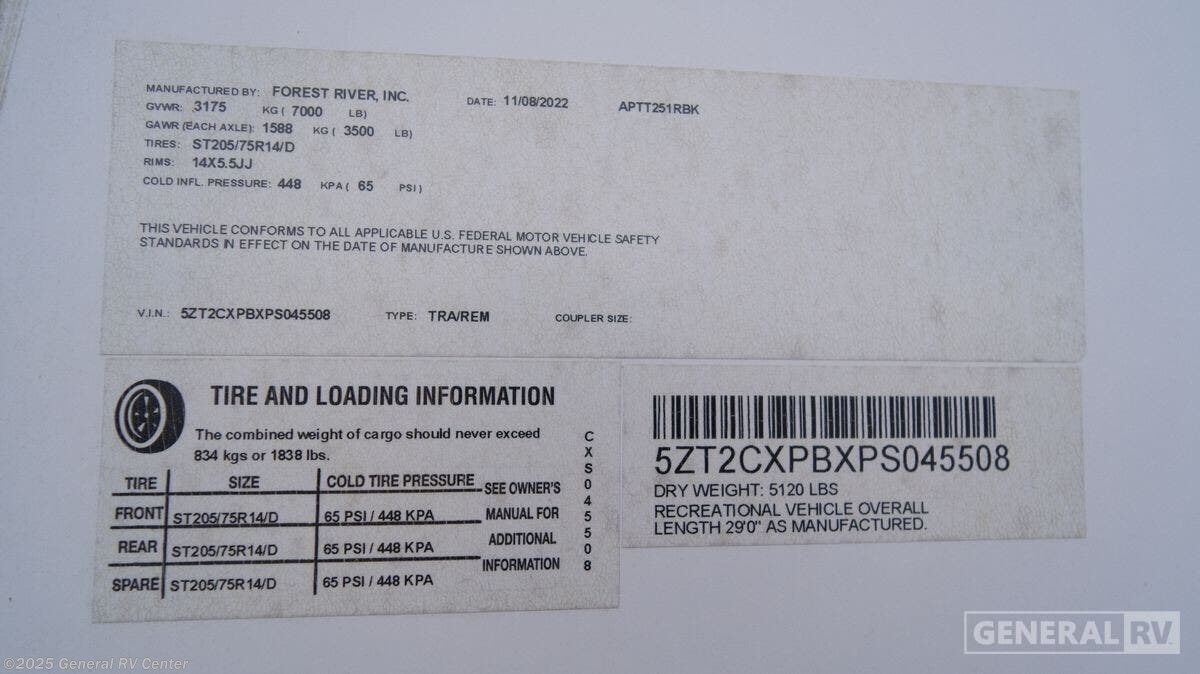 MANUFACTURED BY: FOREST RIVER, INC. DATE: 11/08/2022 APTT251RBK
GVWR: 3175 KG ( 7000 LB)
GAWR (EACH AXLE): 1588 KG ( 3500 LB)
TIRES: ST205/75R14/D
RIMS: 14X5.5JJ
COLD INFL. PRESSURE: 448 KPA ( 65 PSI )
THIS VEHICLE CONFORMS TO ALL APPLICABLE U.S. FEDERAL MOTOR VEHICLE SAFETY
STANDARDS IN EFFECT ON THE DATE OF MANUFACTURE SHOWN ABOVE.
V.I.N.: 5ZT2CXPBXPS045508 TYPE: TRA/REM COUPLER SIZE:
TIRE AND LOADING INFORMATION
The combined weight of cargo should never exceed
834 kgs or 1838 lbs.
TIRE SIZE COLD TIRE PRESSURE
FRONT ST205/75R14/D 65 PSI / 448 KPA
REAR ST205/75R14/D 65 PSI / 448 KPA
SPARE ST205/75R14/D 65 PSI / 448 KPA
SEE OWNER'S
MANUAL FOR
ADDITIONAL
INFORMATION
CXS045508
5ZT2CXPBXPS045508
DRY WEIGHT: 5120 LBS
RECREATIONAL VEHICLE OVERALL
LENGTH 29'0" AS MANUFACTURED.
GENERAL RV
©2025 General RV Center